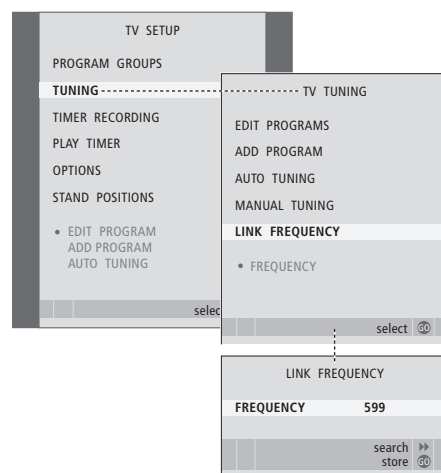 TV SETUP
PROGRAM GROUPS
TUNING
TIMER RECORDING
PLAY TIMER
OPTIONS
STAND POSITIONS
• EDIT PROGRAM
ADD PROGRAM
AUTO TUNING
selec
TV TUNING
EDIT PROGRAMS
ADD PROGRAM
AUTO TUNING
MANUAL TUNING
LINK FREQUENCY
• FREQUENCY
select GO
LINK FREQUENCY
FREQUENCY 599
search
store GO